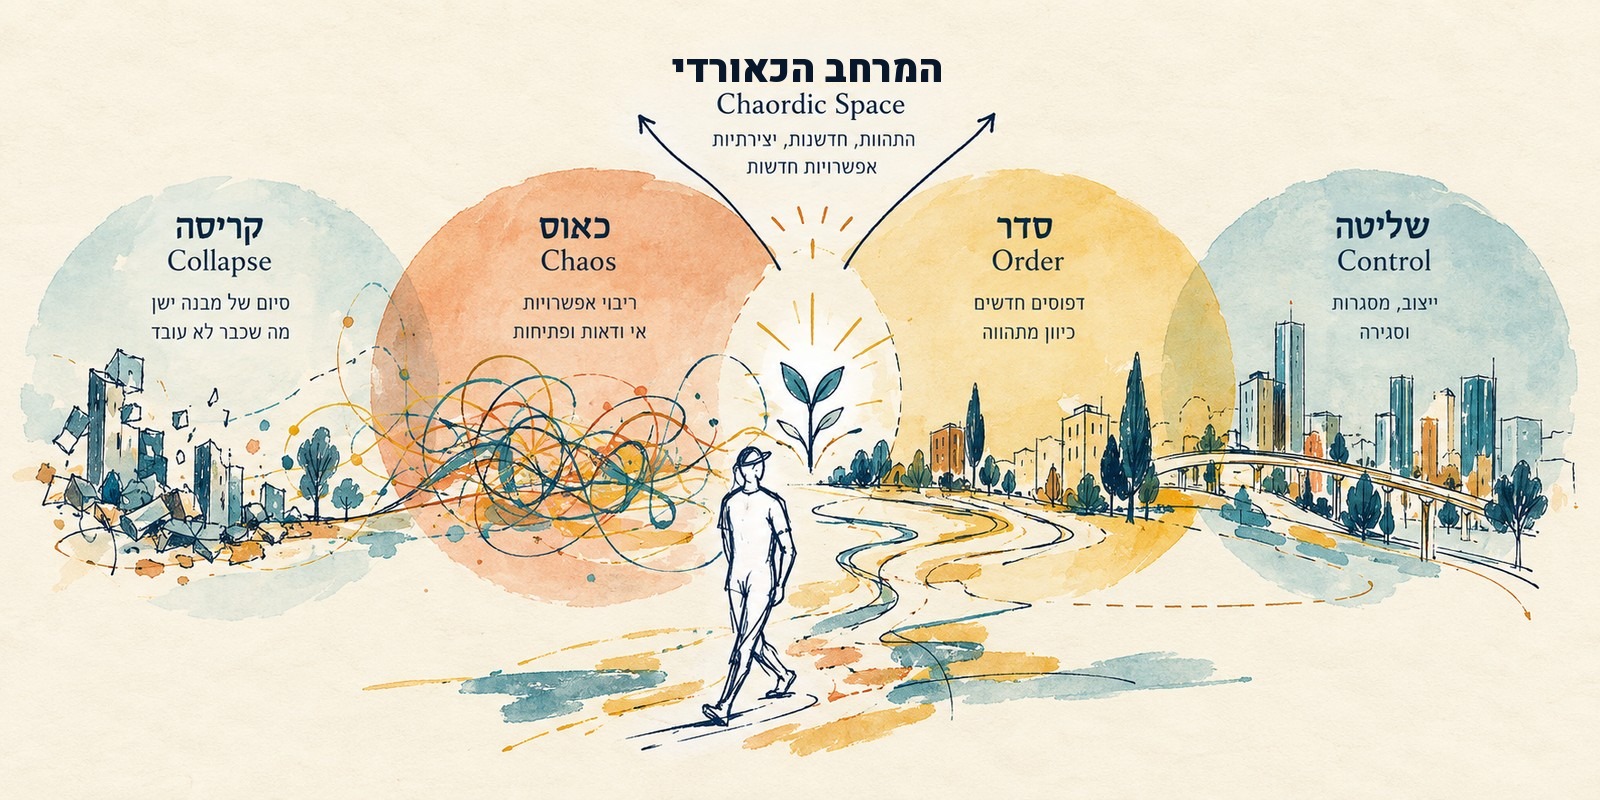 המרחב הכאורדי
Chaordic Space
התהוות, חדשנות, יצירתיות
אפשרויות חדשות
קריסה
Collapse
סיום של מבנה ישן
מה שכבר לא עובד
כאוס
Chaos
ריבוי אפשרויות
אי ודאות ופתיחות
סדר
Order
דפוסים חדשים
כיוון מתהווה
שליטה
Control
ייצוב, מסגרות
וסגירה